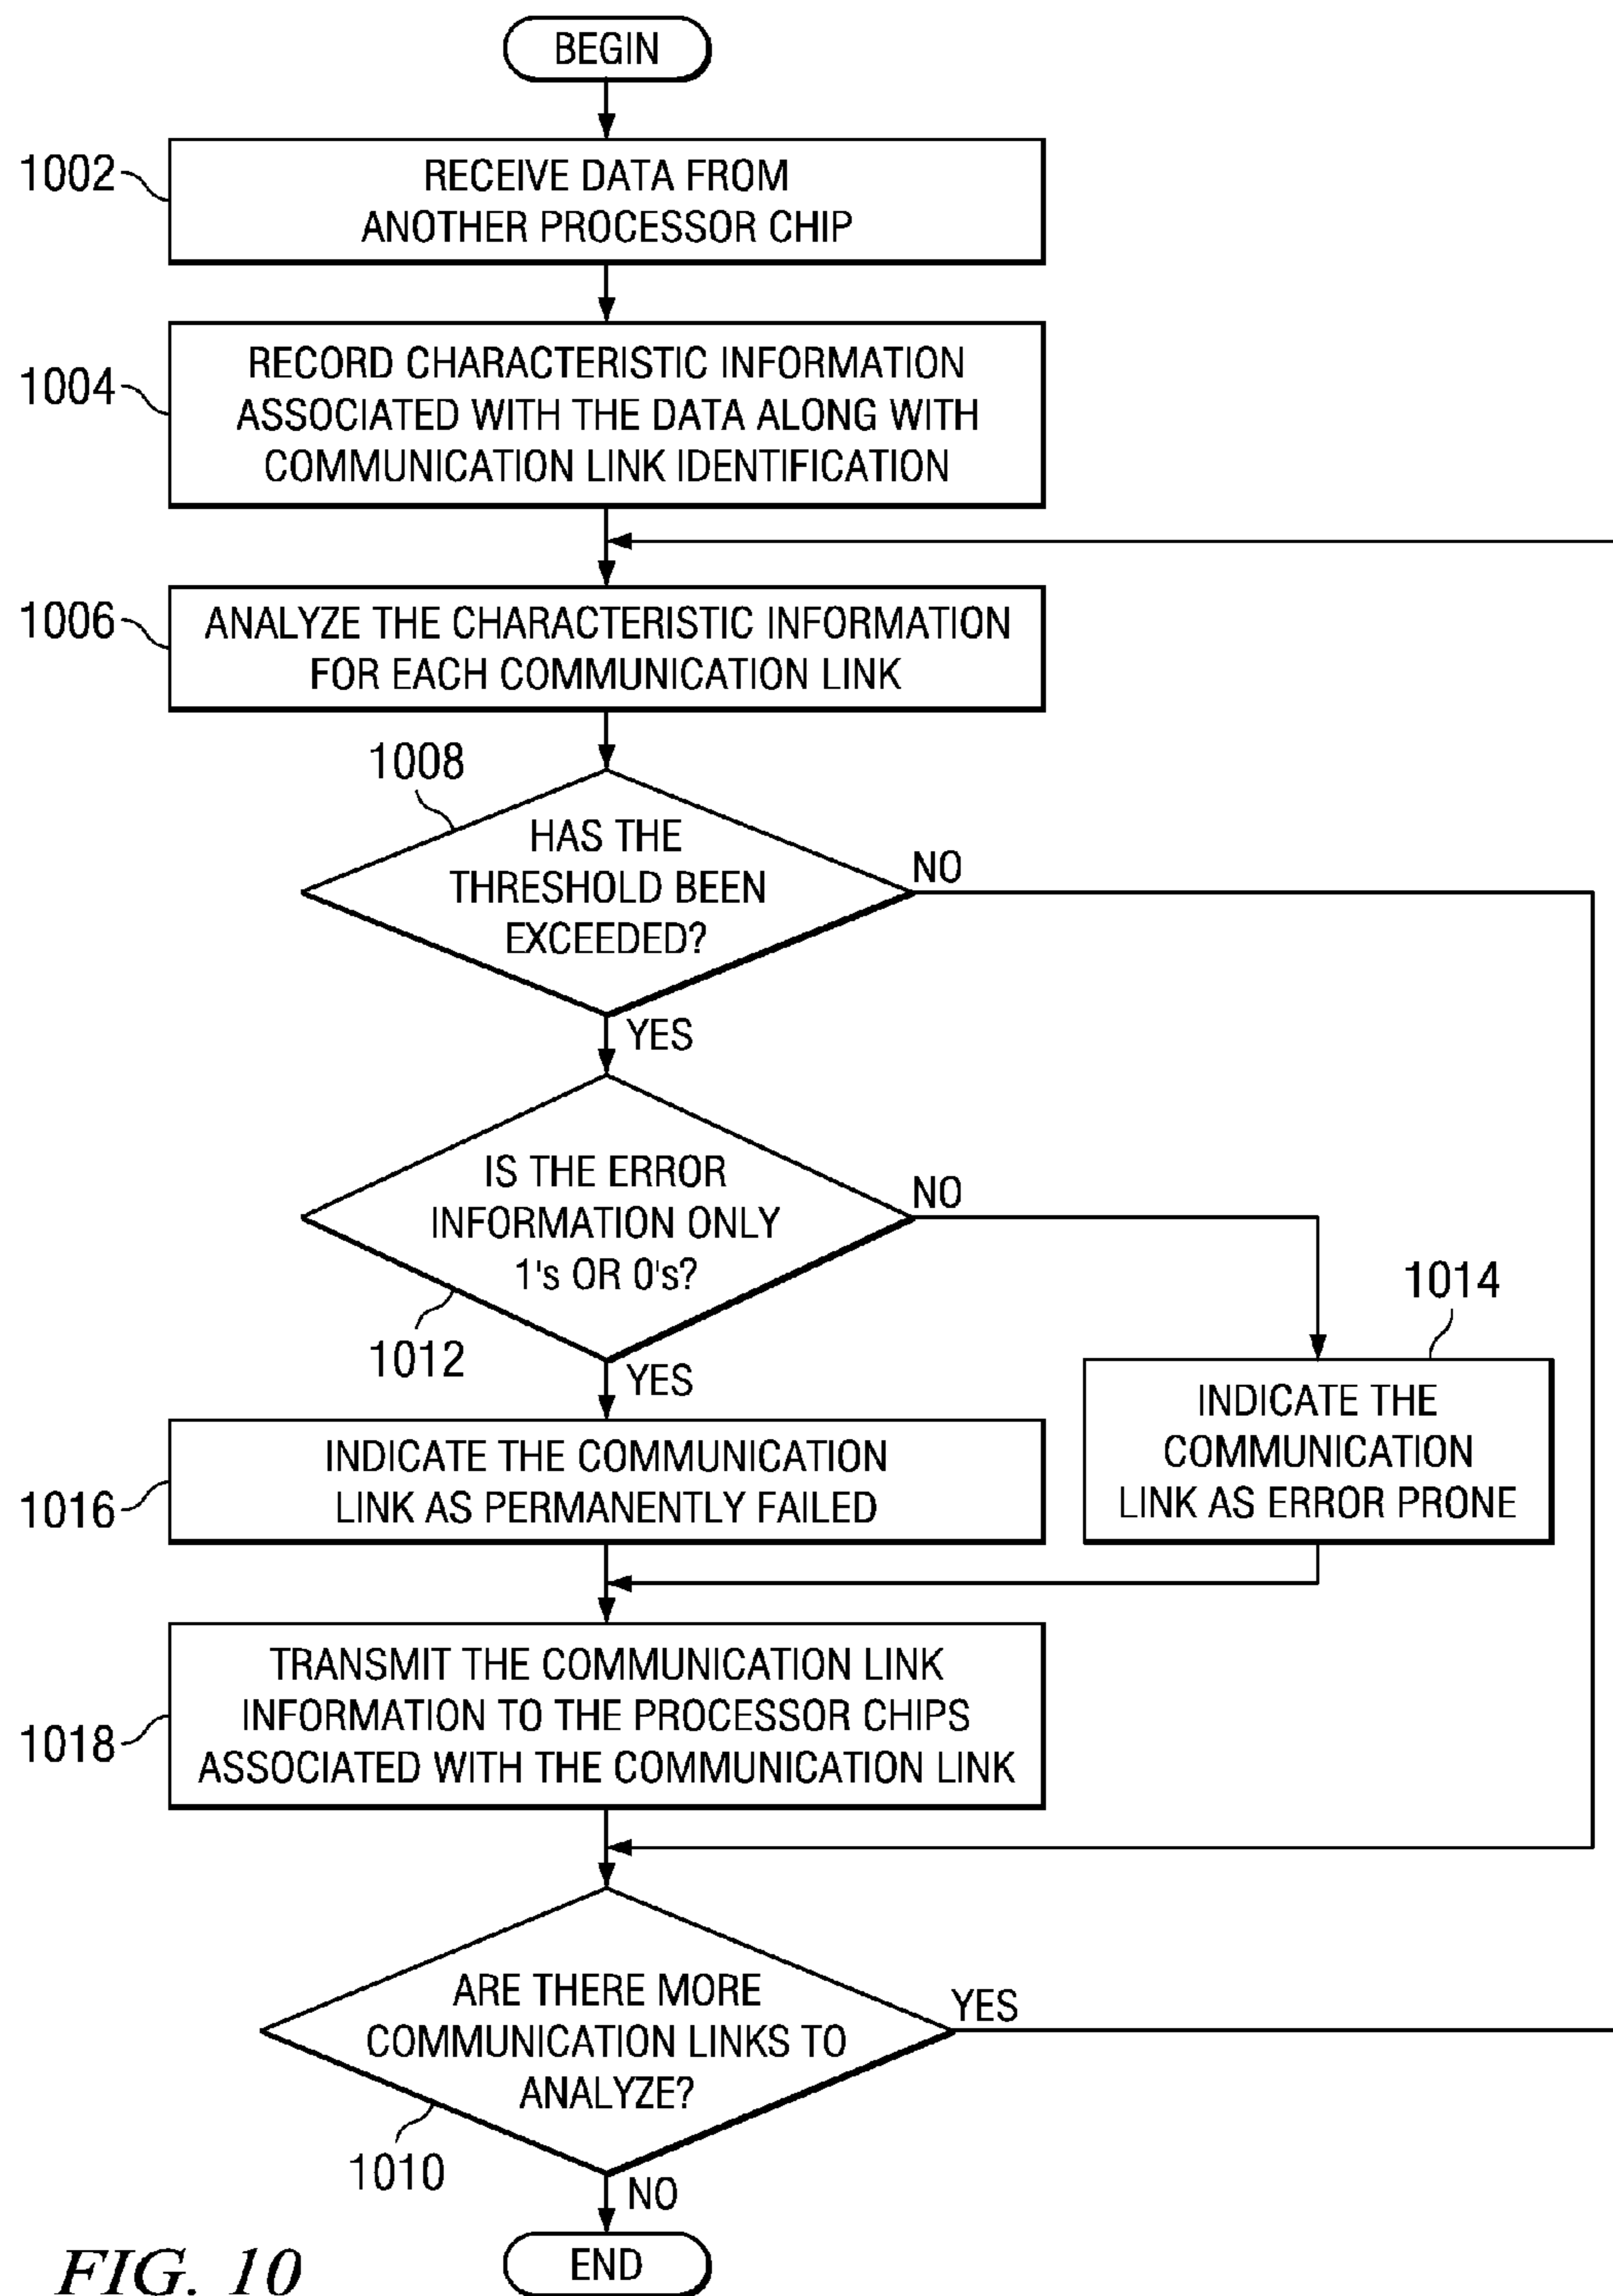 BEGIN
1002
RECEIVE DATA FROM
ANOTHER PROCESSOR CHIP
1004
RECORD CHARACTERISTIC INFORMATION
ASSOCIATED WITH THE DATA ALONG WITH
COMMUNICATION LINK IDENTIFICATION
1006
ANALYZE THE CHARACTERISTIC INFORMATION
FOR EACH COMMUNICATION LINK
1008
HAS THE
THRESHOLD BEEN
EXCEEDED?
NO
YES
IS THE ERROR
INFORMATION ONLY
1's OR 0's?
NO
1012
YES
1014
INDICATE THE
COMMUNICATION
LINK AS ERROR PRONE
1016
INDICATE THE COMMUNICATION
LINK AS PERMANENTLY FAILED
1018
TRANSMIT THE COMMUNICATION LINK
INFORMATION TO THE PROCESSOR CHIPS
ASSOCIATED WITH THE COMMUNICATION LINK
ARE THERE MORE
COMMUNICATION LINKS TO
ANALYZE?
YES
1010
NO
END
FIG. 10